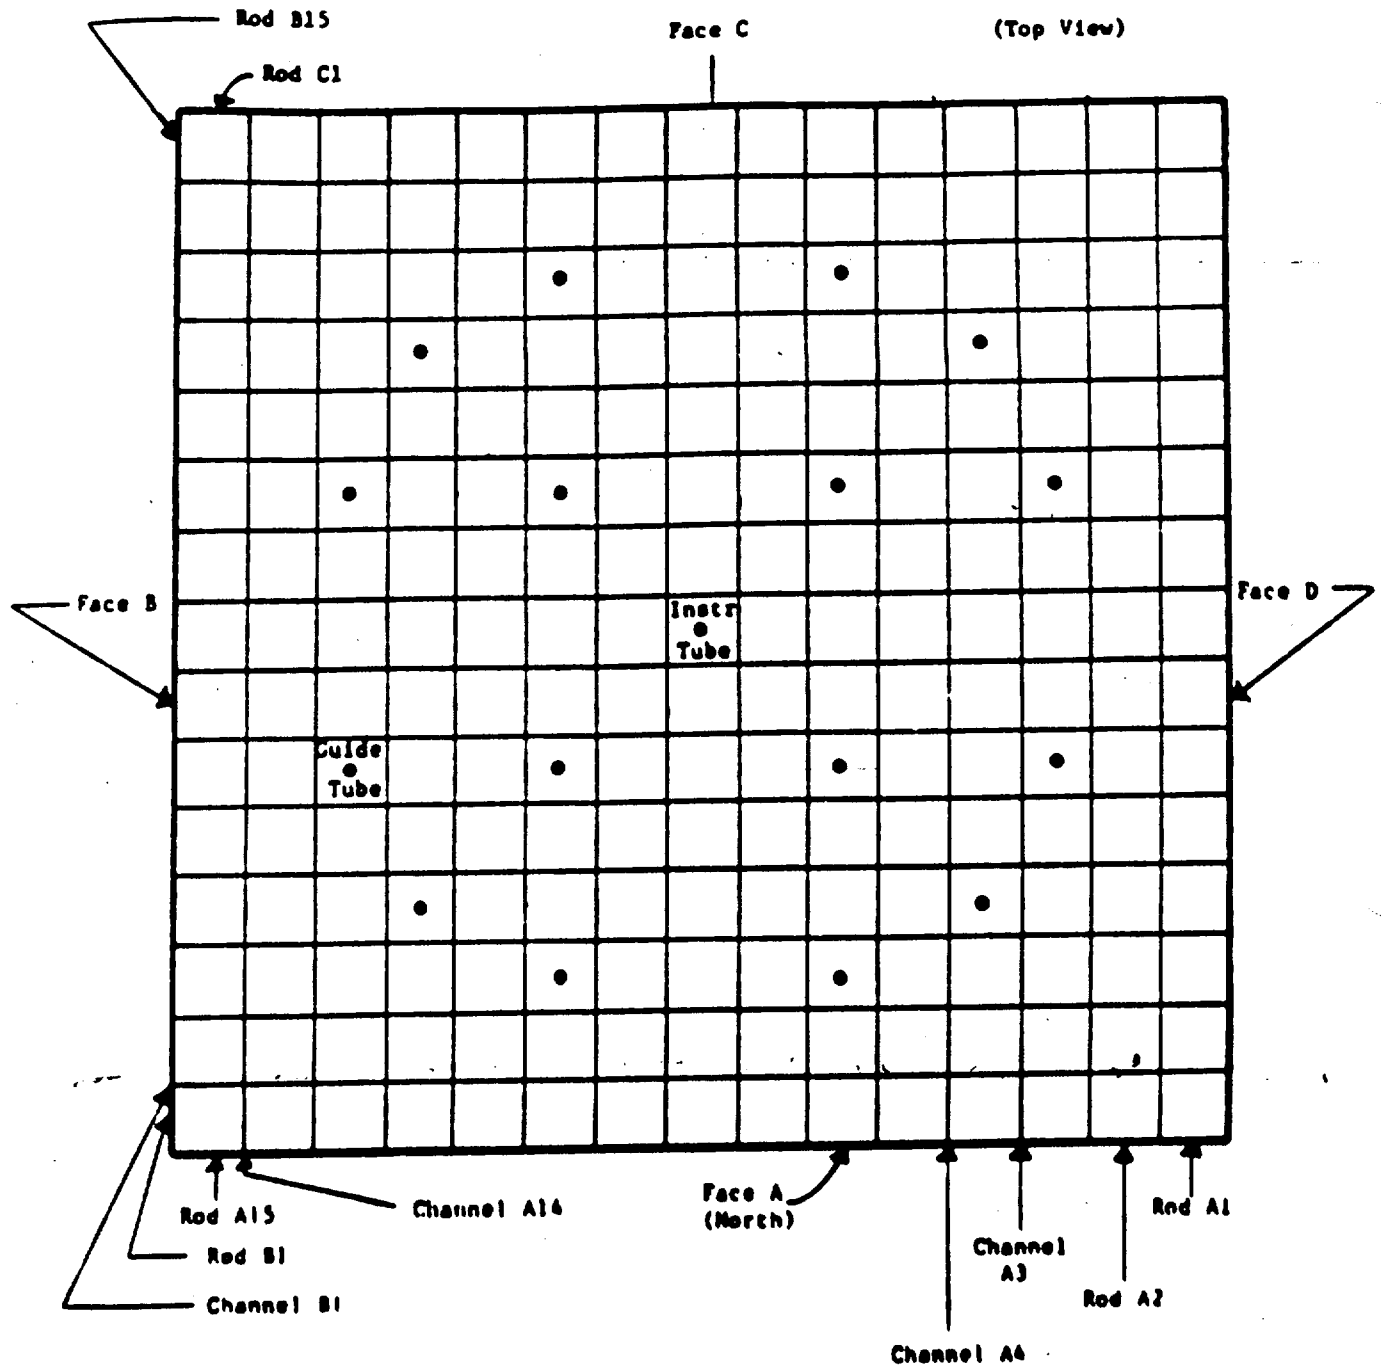 Rod B15
Face C
(Top View)
Rod C1
Face B
Face D
Instr
Tube
Guide
Tube
Rod A15
Channel A14
Face A
(North)
Rod A1
Rod B1
Channel
A3
Channel B1
Rod A2
Channel A4